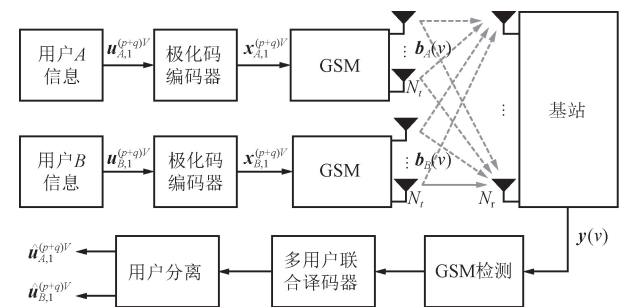 用户A
信息
u_{A,1}^{(p+q)V}
极化码
编码器
x_{A,1}^{(p+q)V}
GSM
⋮ b_A(v)
N_t
⋮
基站
用户B
信息
u_{B,1}^{(p+q)V}
极化码
编码器
x_{B,1}^{(p+q)V}
GSM
⋮ b_B(v)
N_t
N_r
y(v)
û_{A,1}^{(p+q)V}
û_{B,1}^{(p+q)V}
用户分离
多用户联
合译码器
GSM检测